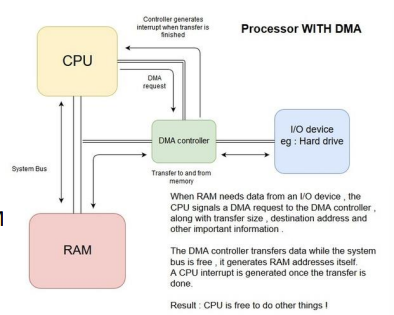 Controller generates
interrupt when transfer is
finished
Processor WITH DMA
CPU
DMA
request
DMA controller
I/O device
eg : Hard drive
System Bus
Transfer to and from
memory
When RAM needs data from an I/O device , the
CPU signals a DMA request to the DMA controller ,
along with transfer size , destination address and
other important information .
M
RAM
The DMA controller transfers data while the system
bus is free , it generates RAM addresses itself.
A CPU interrupt is generated once the transfer is
done.
Result : CPU is free to do other things !